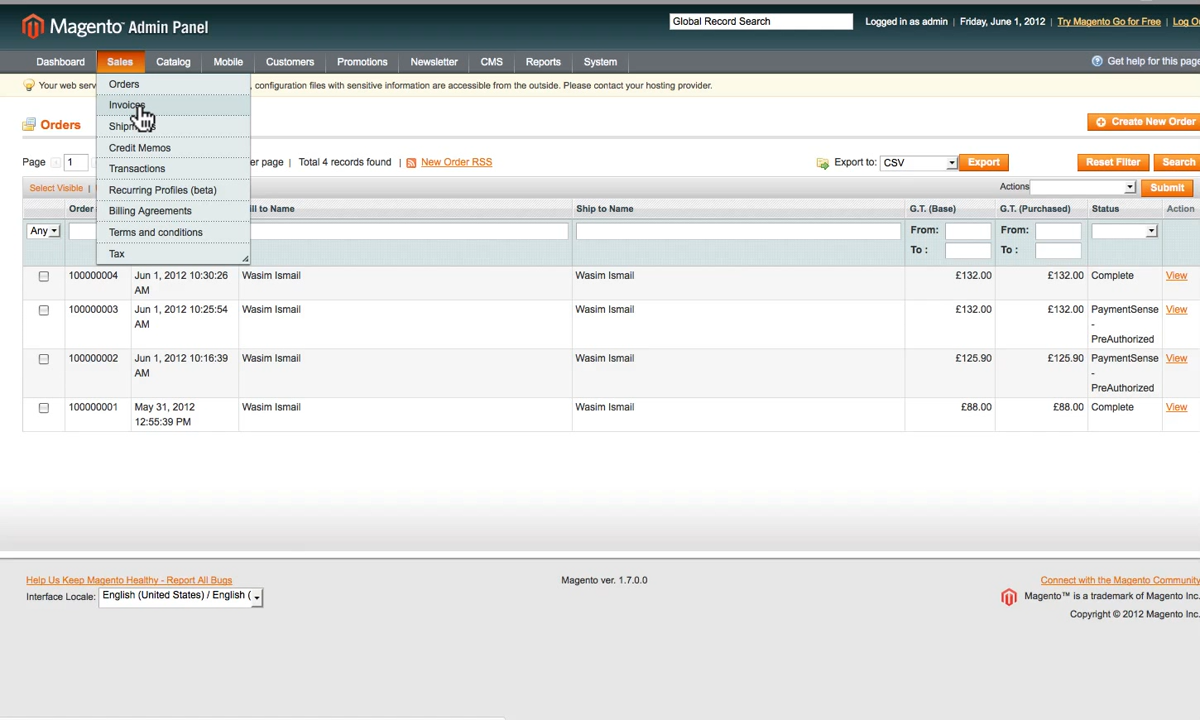 Magento™ Admin Panel
Global Record Search
Logged in as admin | Friday, June 1, 2012 | Try Magento Go for Free | Log
Dashboard Sales Catalog Mobile Customers Promotions Newsletter CMS Reports System
Get help for this page
Your web serv , configuration files with sensitive information are accessible from the outside. Please contact your hosting provider.
Orders
Invoices
Credit Memos
Transactions
Recurring Profiles (beta)
Billing Agreements
Terms and conditions
Tax
Orders
Create New Order
Page 1 er page | Total 4 records found | New Order RSS
Export to: CSV Export
Reset Filter Search
Select Visible |
Actions Submit
Order ill to Name Ship to Name G.T. (Base) G.T. (Purchased) Status Action
Any From: From:
To : To :
100000004 Jun 1, 2012 10:30:26 AM Wasim Ismail Wasim Ismail £132.00 £132.00 Complete View
100000003 Jun 1, 2012 10:25:54 AM Wasim Ismail Wasim Ismail £132.00 £132.00 PaymentSense - PreAuthorized View
100000002 Jun 1, 2012 10:16:39 AM Wasim Ismail Wasim Ismail £125.90 £125.90 PaymentSense - PreAuthorized View
100000001 May 31, 2012 12:55:39 PM Wasim Ismail Wasim Ismail £88.00 £88.00 Complete View
Help Us Keep Magento Healthy - Report All Bugs
Interface Locale: English (United States) / English (
Magento ver. 1.7.0.0
Connect with the Magento Community
Magento™ is a trademark of Magento Inc.
Copyright © 2012 Magento Inc.